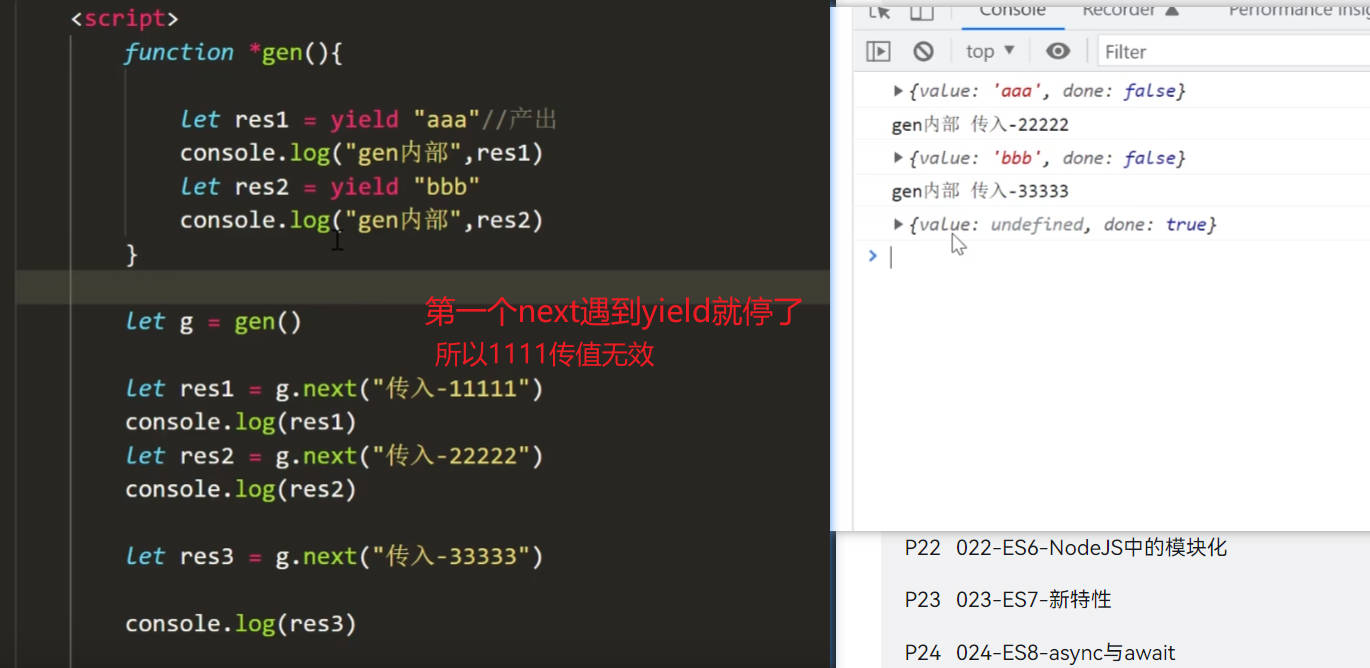 <script>
function *gen(){
let res1 = yield "aaa"//产出
console.log("gen内部",res1)
let res2 = yield "bbb"
console.log("gen内部",res2)
}
let g = gen()
第一个next遇到yield就停了
所以1111传值无效
let res1 = g.next("传入-11111")
console.log(res1)
let res2 = g.next("传入-22222")
console.log(res2)
let res3 = g.next("传入-33333")
console.log(res3)
Console Recorder Performance insig
top ▼ Filter
▶ {value: 'aaa', done: false}
gen内部 传入-22222
▶ {value: 'bbb', done: false}
gen内部 传入-33333
▶ {value: undefined, done: true}
>
P22 022-ES6-NodeJS中的模块化
P23 023-ES7-新特性
P24 024-ES8-async与await